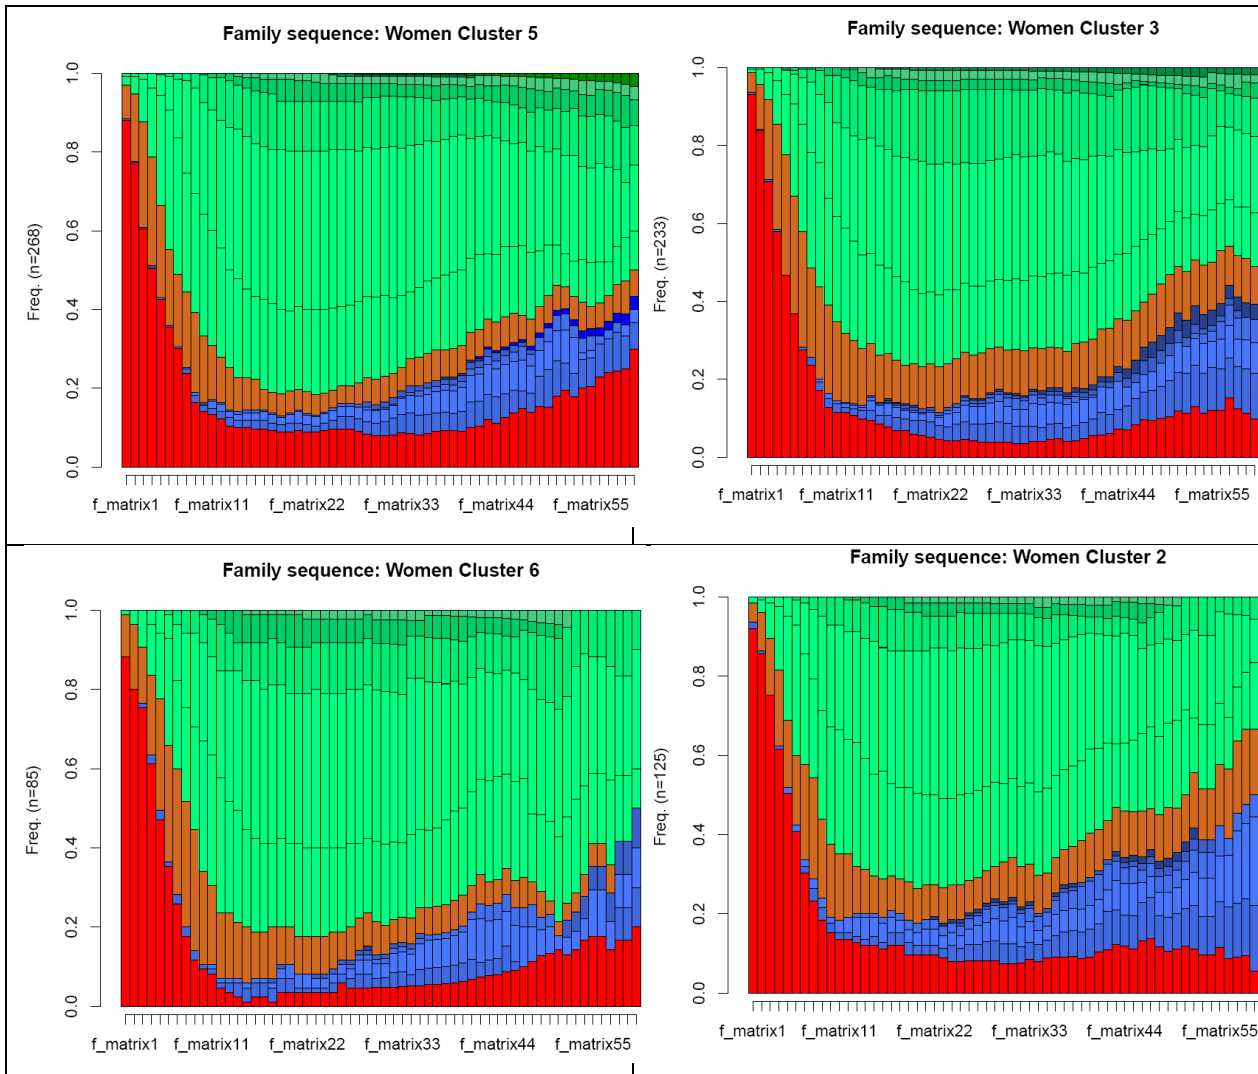 Family sequence: Women Cluster 5
Freq. (n=268)
0.0 0.2 0.4 0.6 0.8 1.0
f_matrix1 f_matrix11 f_matrix22 f_matrix33 f_matrix44 f_matrix55
Family sequence: Women Cluster 3
Freq. (n=233)
0.0 0.2 0.4 0.6 0.8 1.0
f_matrix1 f_matrix11 f_matrix22 f_matrix33 f_matrix44 f_matrix55
Family sequence: Women Cluster 6
Freq. (n=85)
0.0 0.2 0.4 0.6 0.8 1.0
f_matrix1 f_matrix11 f_matrix22 f_matrix33 f_matrix44 f_matrix55
Family sequence: Women Cluster 2
Freq. (n=125)
0.0 0.2 0.4 0.6 0.8 1.0
f_matrix1 f_matrix11 f_matrix22 f_matrix33 f_matrix44 f_matrix55